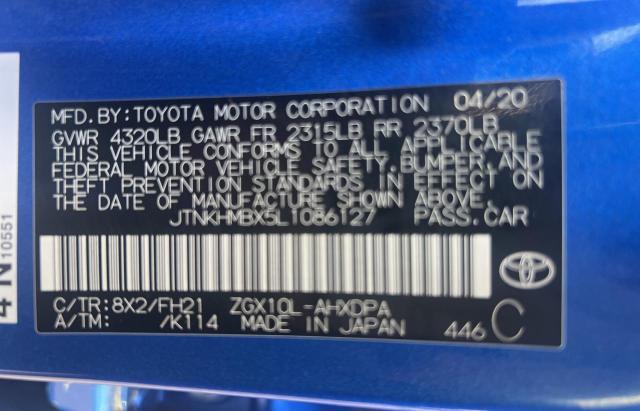 MFD.BY:TOYOTA MOTOR CORPORATION 04/20
GVWR 4320LB GAWR FR 2315LB RR 2370LB
THIS VEHICLE CONFORMS TO ALL APPLICABLE
FEDERAL MOTOR VEHICLE SAFETY, BUMPER, AND
THEFT PREVENTION STANDARDS IN EFFECT ON
THE DATE OF MANUFACTURE SHOWN ABOVE.
JTNKHMBX5L1086127 PASS.CAR
C/TR:8X2/FH21 ZGX10L-AHXDPA
A/TM: /K114 MADE IN JAPAN 446 C
4N 10551